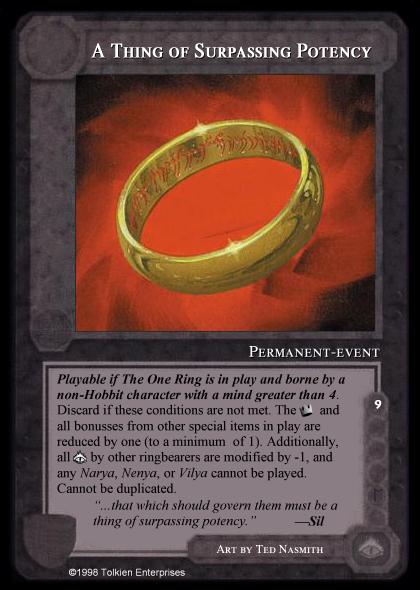 A Thing of Surpassing Potency
Permanent-event
Playable if The One Ring is in play and borne by a
non-Hobbit character with a mind greater than 4.
9
Discard if these conditions are not met. The and
all bonusses from other special items in play are
reduced by one (to a minimum of 1). Additionally,
all by other ringbearers are modified by -1, and
any Narya, Nenya, or Vilya cannot be played.
Cannot be duplicated.
"...that which should govern them must be a
thing of surpassing potency." —Sil
Art by Ted Nasmith
©1998 Tolkien Enterprises